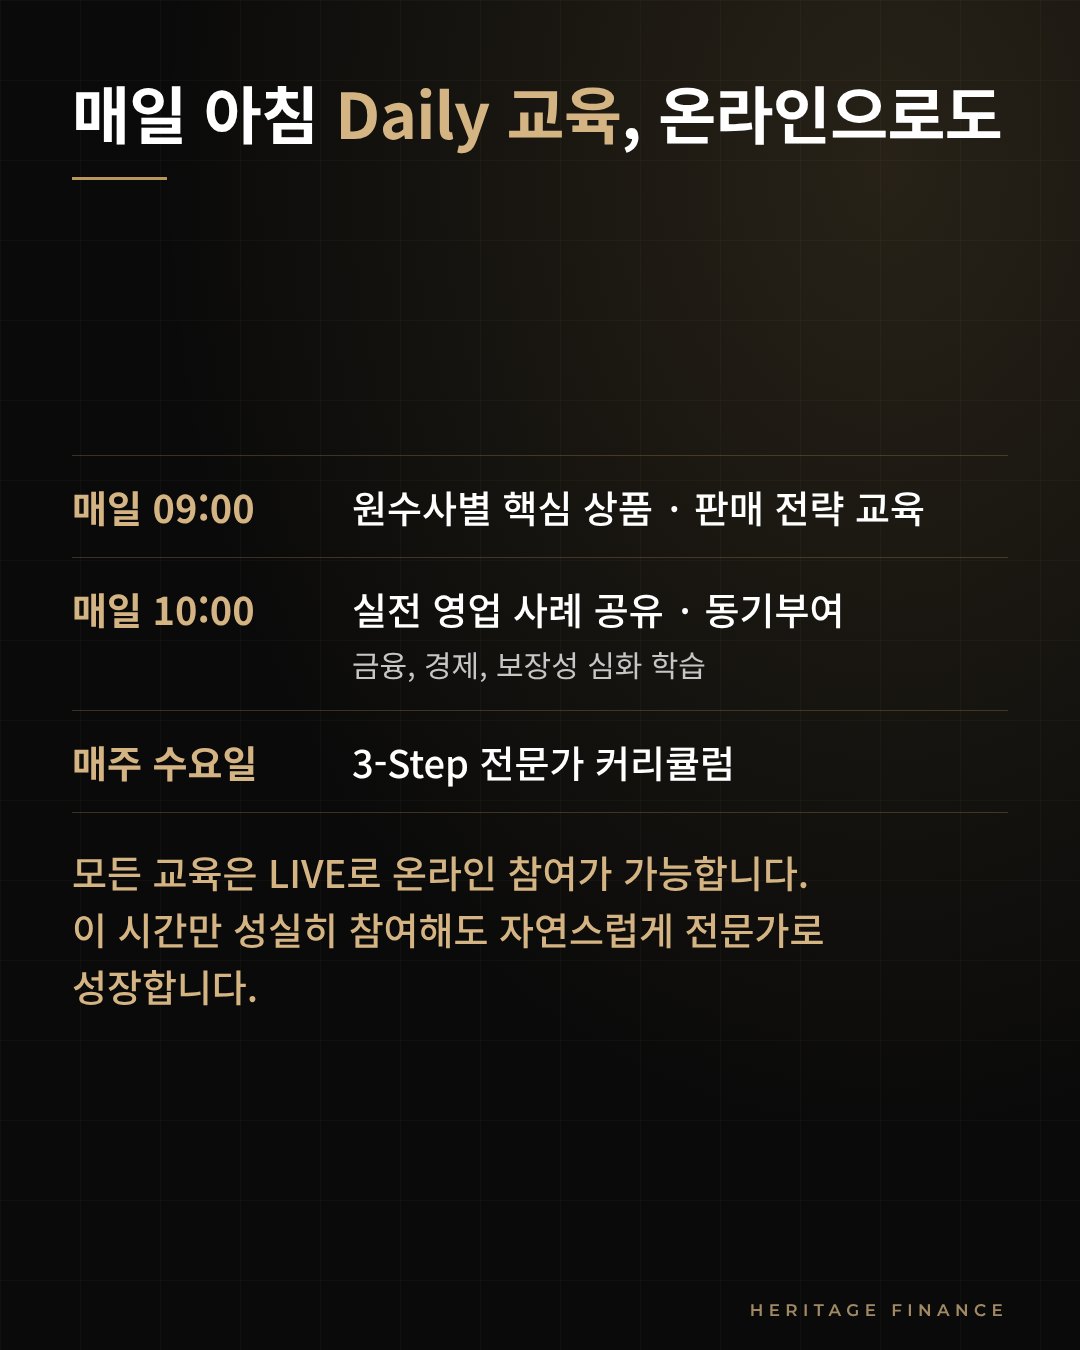 매일 아침 Daily 교육, 온라인으로도
매일 09:00 원수사별 핵심 상품 · 판매 전략 교육
매일 10:00 실전 영업 사례 공유 · 동기부여
금융, 경제, 보장성 심화 학습
매주 수요일 3-Step 전문가 커리큘럼
모든 교육은 LIVE로 온라인 참여가 가능합니다.
이 시간만 성실히 참여해도 자연스럽게 전문가로
성장합니다.
HERITAGE FINANCE